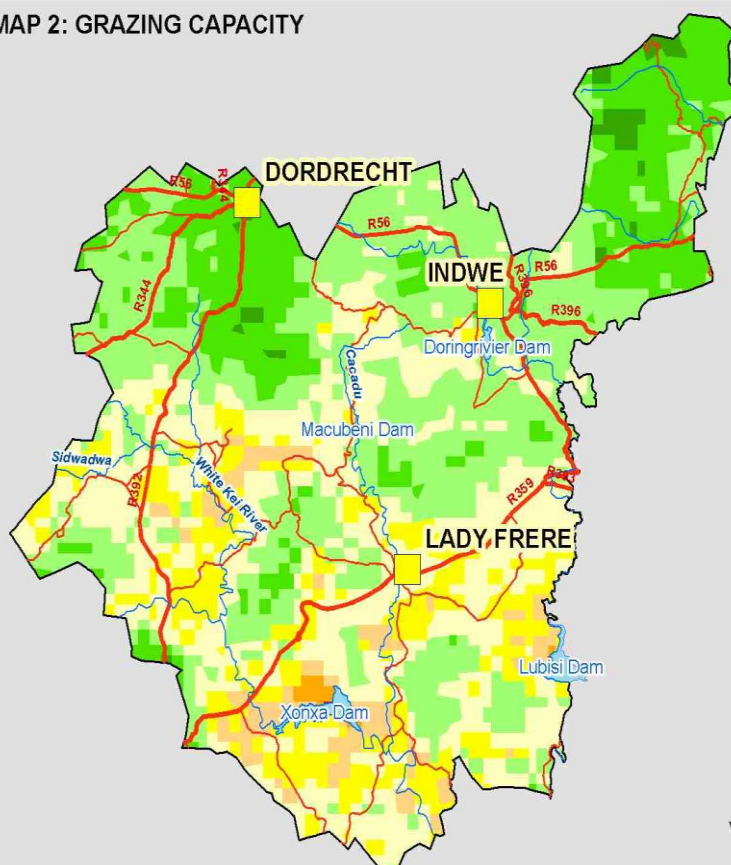 MAP 2: GRAZING CAPACITY
DORDRECHT
R56
R344
R56
INDWE
R56
R396
R396
Doringrivier Dam
Cacadu
Macubeni Dam
Sidwadwa
White Kei River
R392
R359
LADY FRERE
Lubisi Dam
Xonxa Dam